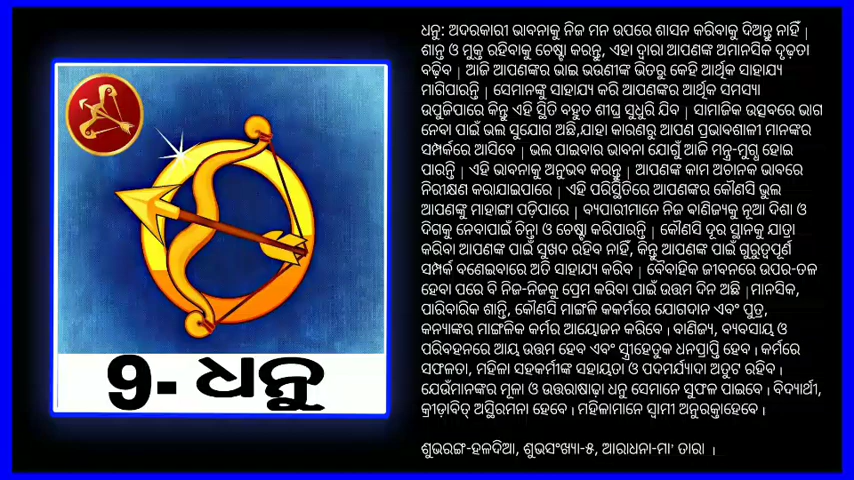 ଧନୁ: ଅଦରକାରୀ ଭାବନାକୁ ନିଜ ମନ ଉପରେ ଶାସନ କରିବାକୁ ଦିଅନ୍ତୁ ନାହିଁ |
ଶାନ୍ତ ଓ ମୁକ୍ତ ରହିବାକୁ ଚେଷ୍ଟା କରନ୍ତୁ, ଏହା ଦ୍ୱାରା ଆପଣଙ୍କ ଅମାନସିକ ଦୃଢ଼ତା
ବଢ଼ିବ | ଆଜି ଆପଣଙ୍କର ଭାଇ ଭଉଣୀଙ୍କ ଭିତରୁ କେହି ଆର୍ଥିକ ସାହାଯ୍ୟ
ମାଗିପାରନ୍ତି | ସେମାନଙ୍କୁ ସାହାଯ୍ୟ କରି ଆପଣଙ୍କର ଆର୍ଥିକ ସମସ୍ୟା
ଉପୁଜିପାରେ କିନ୍ତୁ ଏହି ସ୍ଥିତି ବହୁତ ଶୀଘ୍ର ସୁଧୁରି ଯିବ | ସାମାଜିକ ଉତ୍ସବରେ ଭାଗ
ନେବା ପାଇଁ ଭଲ ସୁଯୋଗ ଅଛି,ଯାହା କାରଣରୁ ଆପଣ ପ୍ରଭାବଶାଳୀ ମାନଙ୍କର
ସମ୍ପର୍କରେ ଆସିବେ | ଭଲ ପାଇବାର ଭାବନା ଯୋଗୁଁ ଆଜି ମନ୍ତ୍ର-ମୁଗ୍ଧ ହୋଇ
ପାରନ୍ତି | ଏହି ଭାବନାକୁ ଅନୁଭବ କରନ୍ତୁ | ଆପଣଙ୍କ କାମ ଅଚାନକ ଭାବରେ
ନିରୀକ୍ଷଣ କରାଯାଇପାରେ | ଏହି ପରିସ୍ଥିତିରେ ଆପଣଙ୍କର କୌଣସି ଭୁଲ
ଆପଣଙ୍କୁ ମାହାଙ୍ଗା ପଡ଼ିପାରେ | ବ୍ୟାପାରୀମାନେ ନିଜ ବାଣିଜ୍ୟକୁ ନୂଆ ଦିଶା ଓ
ଦିଗକୁ ନେବାପାଇଁ ଚିନ୍ତା ଓ ଚେଷ୍ଟା କରିପାରନ୍ତି | କୌଣସି ଦୂର ସ୍ଥାନକୁ ଯାତ୍ରା
କରିବା ଆପଣଙ୍କ ପାଇଁ ସୁଖଦ ରହିବ ନାହିଁ, କିନ୍ତୁ ଆପଣଙ୍କ ପାଇଁ ଗୁରୁତ୍ୱପୂର୍ଣ
ସମ୍ପର୍କ ବଣେଇବାରେ ଅତି ସାହାଯ୍ୟ କରିବ | ବୈବାହିକ ଜୀବନରେ ଉପର-ତଳ
ହେବା ପରେ ବି ନିଜ-ନିଜକୁ ପ୍ରେମ କରିବା ପାଇଁ ଉତ୍ତମ ଦିନ ଅଛି |ମାନସିକ,
ପାରିବାରିକ ଶାନ୍ତି, କୌଣସି ମାଙ୍ଗଳି କକର୍ମରେ ଯୋଗଦାନ ଏବଂ ପୁତ୍ର,
କନ୍ୟାଙ୍କର ମାଙ୍ଗଳିକ କର୍ମର ଆୟୋଜନ କରିବେ। ବାଣିଜ୍ୟ, ବ୍ୟବସାୟ ଓ
ପରିବହନରେ ଆୟ ଉତ୍ତମ ହେବ ଏବଂ ସ୍ତ୍ରୀହେତୁକ ଧନପ୍ରାପ୍ତି ହେବ। କର୍ମରେ
ସଫଳତା, ମହିଳା ସହକର୍ମୀଙ୍କ ସହାୟତା ଓ ପଦମର୍ଯ୍ୟାଦା ଅତୁଟ ରହିବ।
ଯେଉଁମାନଙ୍କର ମୂଳା ଓ ଉତ୍ତରାଷାଢ଼ା ଧନୁ ସେମାନେ ସୁଫଳ ପାଇବେ। ବିଦ୍ୟାର୍ଥୀ,
କ୍ରୀଡ଼ାବିତ୍ ଅସ୍ଥିରମନା ହେବେ। ମହିଳାମାନେ ସ୍ୱାମୀ ଅନୁରକ୍ତାହେବେ।
ଶୁଭରଙ୍ଗ-ହଳଦିଆ, ଶୁଭସଂଖ୍ୟା-୫, ଆରାଧନା-ମା' ତାରା ।
9- ଧନୁ